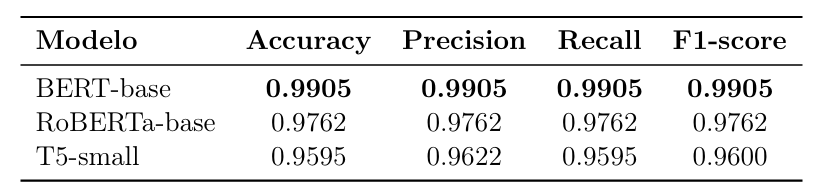 Modelo Accuracy Precision Recall F1-score
BERT-base 0.9905 0.9905 0.9905 0.9905
RoBERTa-base 0.9762 0.9762 0.9762 0.9762
T5-small 0.9595 0.9622 0.9595 0.9600